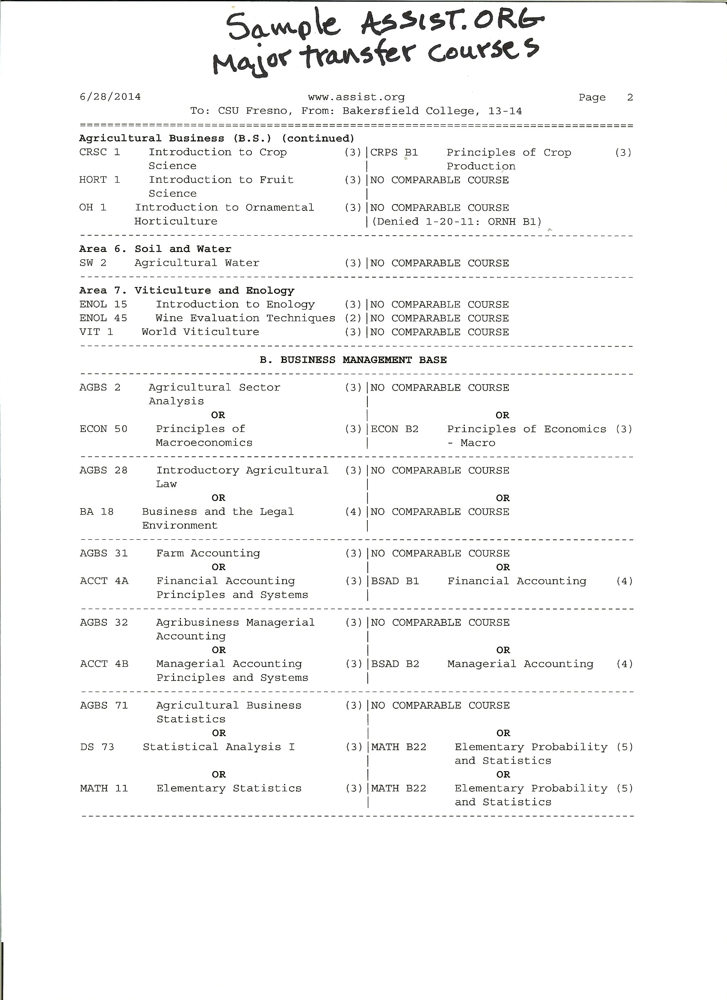 Sample ASSIST.ORG
Major transfer courses
6/28/2014 www.assist.org Page 2
To: CSU Fresno, From: Bakersfield College, 13-14
================================================================================
Agricultural Business (B.S.) (continued)
CRSC 1 Introduction to Crop (3)|CRPS B1 Principles of Crop (3)
Science | Production
HORT 1 Introduction to Fruit (3)|NO COMPARABLE COURSE
Science |
OH 1 Introduction to Ornamental (3)|NO COMPARABLE COURSE
Horticulture |(Denied 1-20-11: ORNH B1)
--------------------------------------------------------------------------------
Area 6. Soil and Water
SW 2 Agricultural Water (3)|NO COMPARABLE COURSE
--------------------------------------------------------------------------------
Area 7. Viticulture and Enology
ENOL 15 Introduction to Enology (3)|NO COMPARABLE COURSE
ENOL 45 Wine Evaluation Techniques (2)|NO COMPARABLE COURSE
VIT 1 World Viticulture (3)|NO COMPARABLE COURSE
--------------------------------------------------------------------------------
B. BUSINESS MANAGEMENT BASE
--------------------------------------------------------------------------------
AGBS 2 Agricultural Sector (3)|NO COMPARABLE COURSE
Analysis |
OR | OR
ECON 50 Principles of (3)|ECON B2 Principles of Economics (3)
Macroeconomics | - Macro
--------------------------------------------------------------------------------
AGBS 28 Introductory Agricultural (3)|NO COMPARABLE COURSE
Law |
OR | OR
BA 18 Business and the Legal (4)|NO COMPARABLE COURSE
Environment |
--------------------------------------------------------------------------------
AGBS 31 Farm Accounting (3)|NO COMPARABLE COURSE
OR | OR
ACCT 4A Financial Accounting (3)|BSAD B1 Financial Accounting (4)
Principles and Systems |
--------------------------------------------------------------------------------
AGBS 32 Agribusiness Managerial (3)|NO COMPARABLE COURSE
Accounting |
OR | OR
ACCT 4B Managerial Accounting (3)|BSAD B2 Managerial Accounting (4)
Principles and Systems |
--------------------------------------------------------------------------------
AGBS 71 Agricultural Business (3)|NO COMPARABLE COURSE
Statistics |
OR | OR
DS 73 Statistical Analysis I (3)|MATH B22 Elementary Probability (5)
| and Statistics
OR | OR
MATH 11 Elementary Statistics (3)|MATH B22 Elementary Probability (5)
| and Statistics
--------------------------------------------------------------------------------